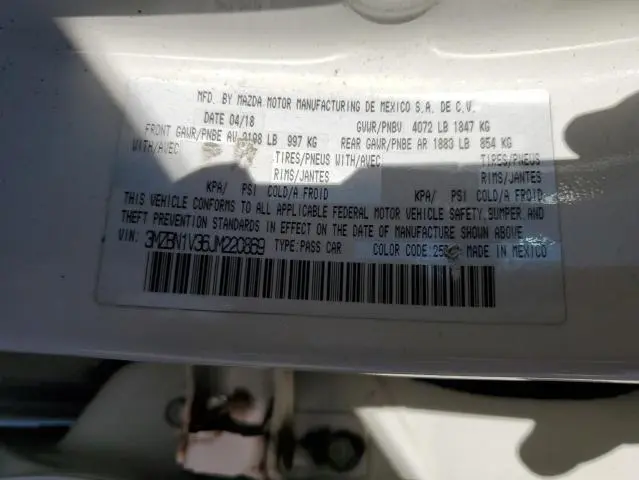 MFD. BY MAZDA MOTOR MANUFACTURING DE MEXICO S.A. DE C.V.
DATE 04/18 GVWR/PNBV 4072 LB 1847 KG
FRONT GAWR/PNBE AV 2198 LB 997 KG REAR GAWR/PNBE AR 1883 LB 854 KG
WITH/AVEC TIRES/PNEUS WITH/AVEC TIRES/PNEUS
RIMS/JANTES RIMS/JANTES
KPA/ PSI COLD/A FROID KPA/ PSI COLD/A FROID
THIS VEHICLE CONFORMS TO ALL APPLICABLE FEDERAL MOTOR VEHICLE SAFETY, BUMPER, AND
THEFT PREVENTION STANDARDS IN EFFECT ON THE DATE OF MANUFACTURE SHOWN ABOVE
VIN: 3MZBN1V36JM220869 TYPE:PASS CAR COLOR CODE: MADE IN MEXICO